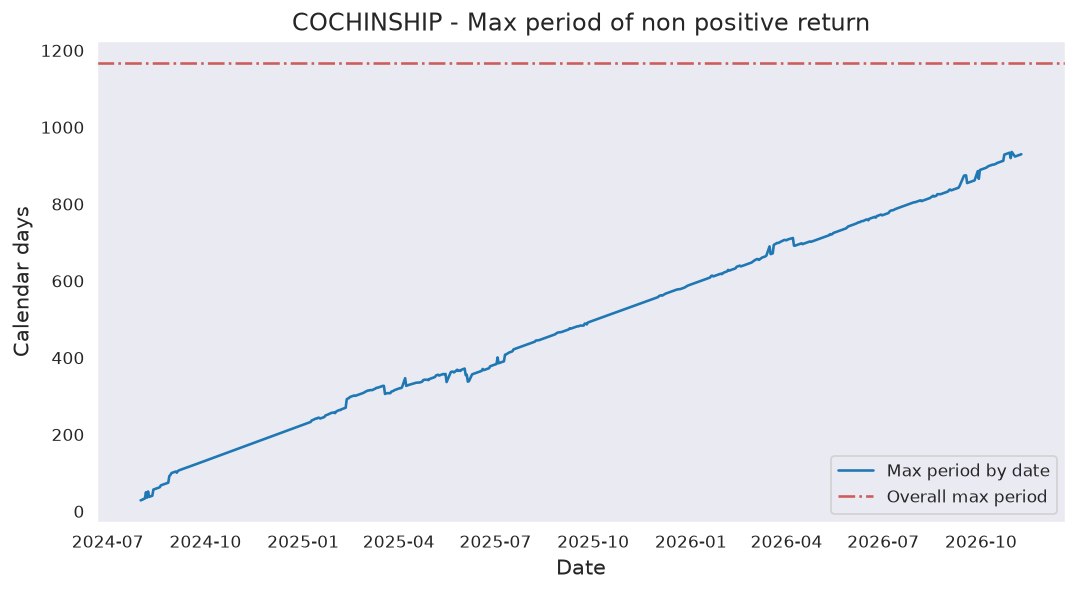 COCHINSHIP - Max period of non positive return
Calendar days
1200
1000
800
600
400
200
0
2024-07 2024-10 2025-01 2025-04 2025-07 2025-10 2026-01 2026-04 2026-07 2026-10
Date
Max period by date
Overall max period